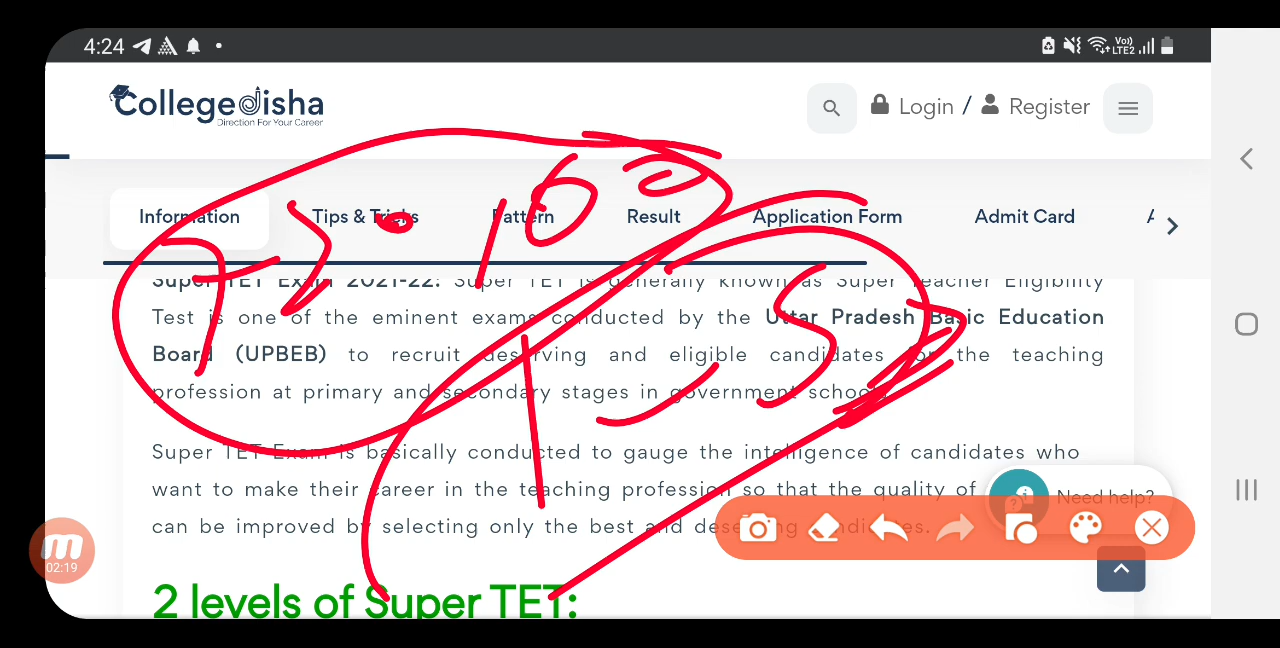 4:24 Vo)) LTE2
Collegedisha
Direction For Your Career
Login / Register
Information Tips & Tricks Pattern Result Application Form Admit Card
Super TET Exam 2021-22: Super TET is generally known as Super Teacher Eligibility
Test is one of the eminent exams conducted by the Uttar Pradesh Basic Education
Board (UPBEB) to recruit deserving and eligible candidates for the teaching
profession at primary and secondary stages in government schools.
Super TET Exam is basically conducted to gauge the intelligence of candidates who
want to make their career in the teaching profession so that the quality of
can be improved by selecting only the best and deserving candidates.
Need help?
02:19
2 levels of Super TET: